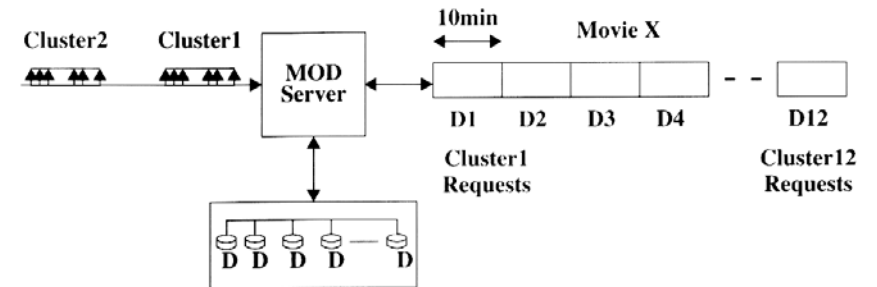 10min
Movie X
Cluster2 Cluster1
MOD
Server
D1 D2 D3 D4 D12
Cluster1
Requests
Cluster12
Requests
D D D D D